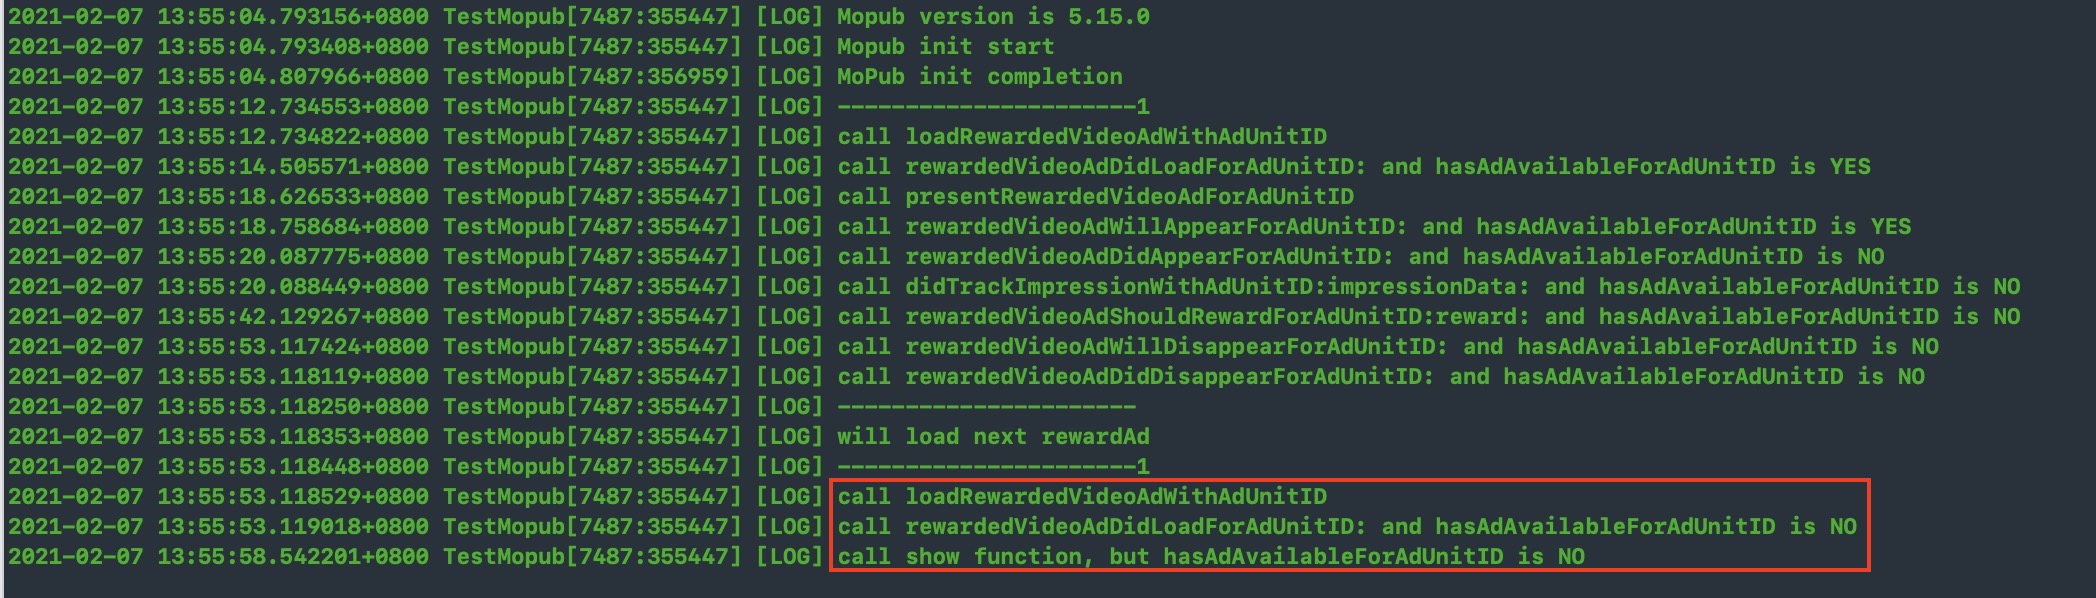 2021-02-07 13:55:04.793156+0800 TestMopub[7487:355447] [LOG] Mopub version is 5.15.0
2021-02-07 13:55:04.793408+0800 TestMopub[7487:355447] [LOG] Mopub init start
2021-02-07 13:55:04.807966+0800 TestMopub[7487:356959] [LOG] MoPub init completion
2021-02-07 13:55:12.734553+0800 TestMopub[7487:355447] [LOG] ----------------------1
2021-02-07 13:55:12.734822+0800 TestMopub[7487:355447] [LOG] call loadRewardedVideoAdWithAdUnitID
2021-02-07 13:55:14.505571+0800 TestMopub[7487:355447] [LOG] call rewardedVideoAdDidLoadForAdUnitID: and hasAdAvailableForAdUnitID is YES
2021-02-07 13:55:18.626533+0800 TestMopub[7487:355447] [LOG] call presentRewardedVideoAdForAdUnitID
2021-02-07 13:55:18.758684+0800 TestMopub[7487:355447] [LOG] call rewardedVideoAdWillAppearForAdUnitID: and hasAdAvailableForAdUnitID is YES
2021-02-07 13:55:20.087775+0800 TestMopub[7487:355447] [LOG] call rewardedVideoAdDidAppearForAdUnitID: and hasAdAvailableForAdUnitID is NO
2021-02-07 13:55:20.088449+0800 TestMopub[7487:355447] [LOG] call didTrackImpressionWithAdUnitID:impressionData: and hasAdAvailableForAdUnitID is NO
2021-02-07 13:55:42.129267+0800 TestMopub[7487:355447] [LOG] call rewardedVideoAdShouldRewardForAdUnitID:reward: and hasAdAvailableForAdUnitID is NO
2021-02-07 13:55:53.117424+0800 TestMopub[7487:355447] [LOG] call rewardedVideoAdWillDisappearForAdUnitID: and hasAdAvailableForAdUnitID is NO
2021-02-07 13:55:53.118119+0800 TestMopub[7487:355447] [LOG] call rewardedVideoAdDidDisappearForAdUnitID: and hasAdAvailableForAdUnitID is NO
2021-02-07 13:55:53.118250+0800 TestMopub[7487:355447] [LOG] ----------------------
2021-02-07 13:55:53.118353+0800 TestMopub[7487:355447] [LOG] will load next rewardAd
2021-02-07 13:55:53.118448+0800 TestMopub[7487:355447] [LOG] ----------------------1
2021-02-07 13:55:53.118529+0800 TestMopub[7487:355447] [LOG] call loadRewardedVideoAdWithAdUnitID
2021-02-07 13:55:53.119018+0800 TestMopub[7487:355447] [LOG] call rewardedVideoAdDidLoadForAdUnitID: and hasAdAvailableForAdUnitID is NO
2021-02-07 13:55:58.542201+0800 TestMopub[7487:355447] [LOG] call show function, but hasAdAvailableForAdUnitID is NO